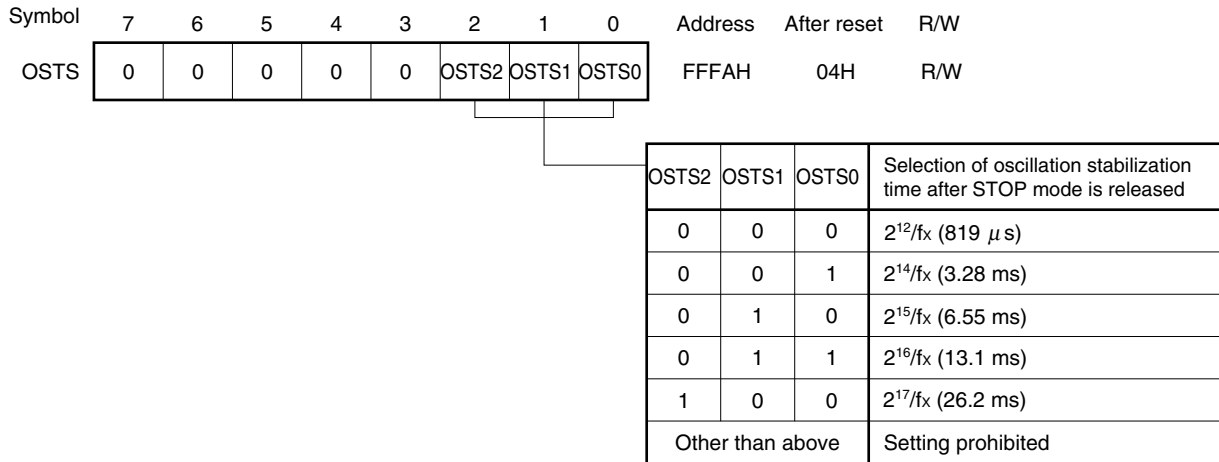 Symbol 7 6 5 4 3 2 1 0 Address After reset R/W
OSTS 0 0 0 0 0 OSTS2 OSTS1 OSTS0 FFFAH 04H R/W
OSTS2 OSTS1 OSTS0 Selection of oscillation stabilization
time after STOP mode is released
0 0 0 2¹²/fx (819 μs)
0 0 1 2¹⁴/fx (3.28 ms)
0 1 0 2¹⁵/fx (6.55 ms)
0 1 1 2¹⁶/fx (13.1 ms)
1 0 0 2¹⁷/fx (26.2 ms)
Other than above Setting prohibited